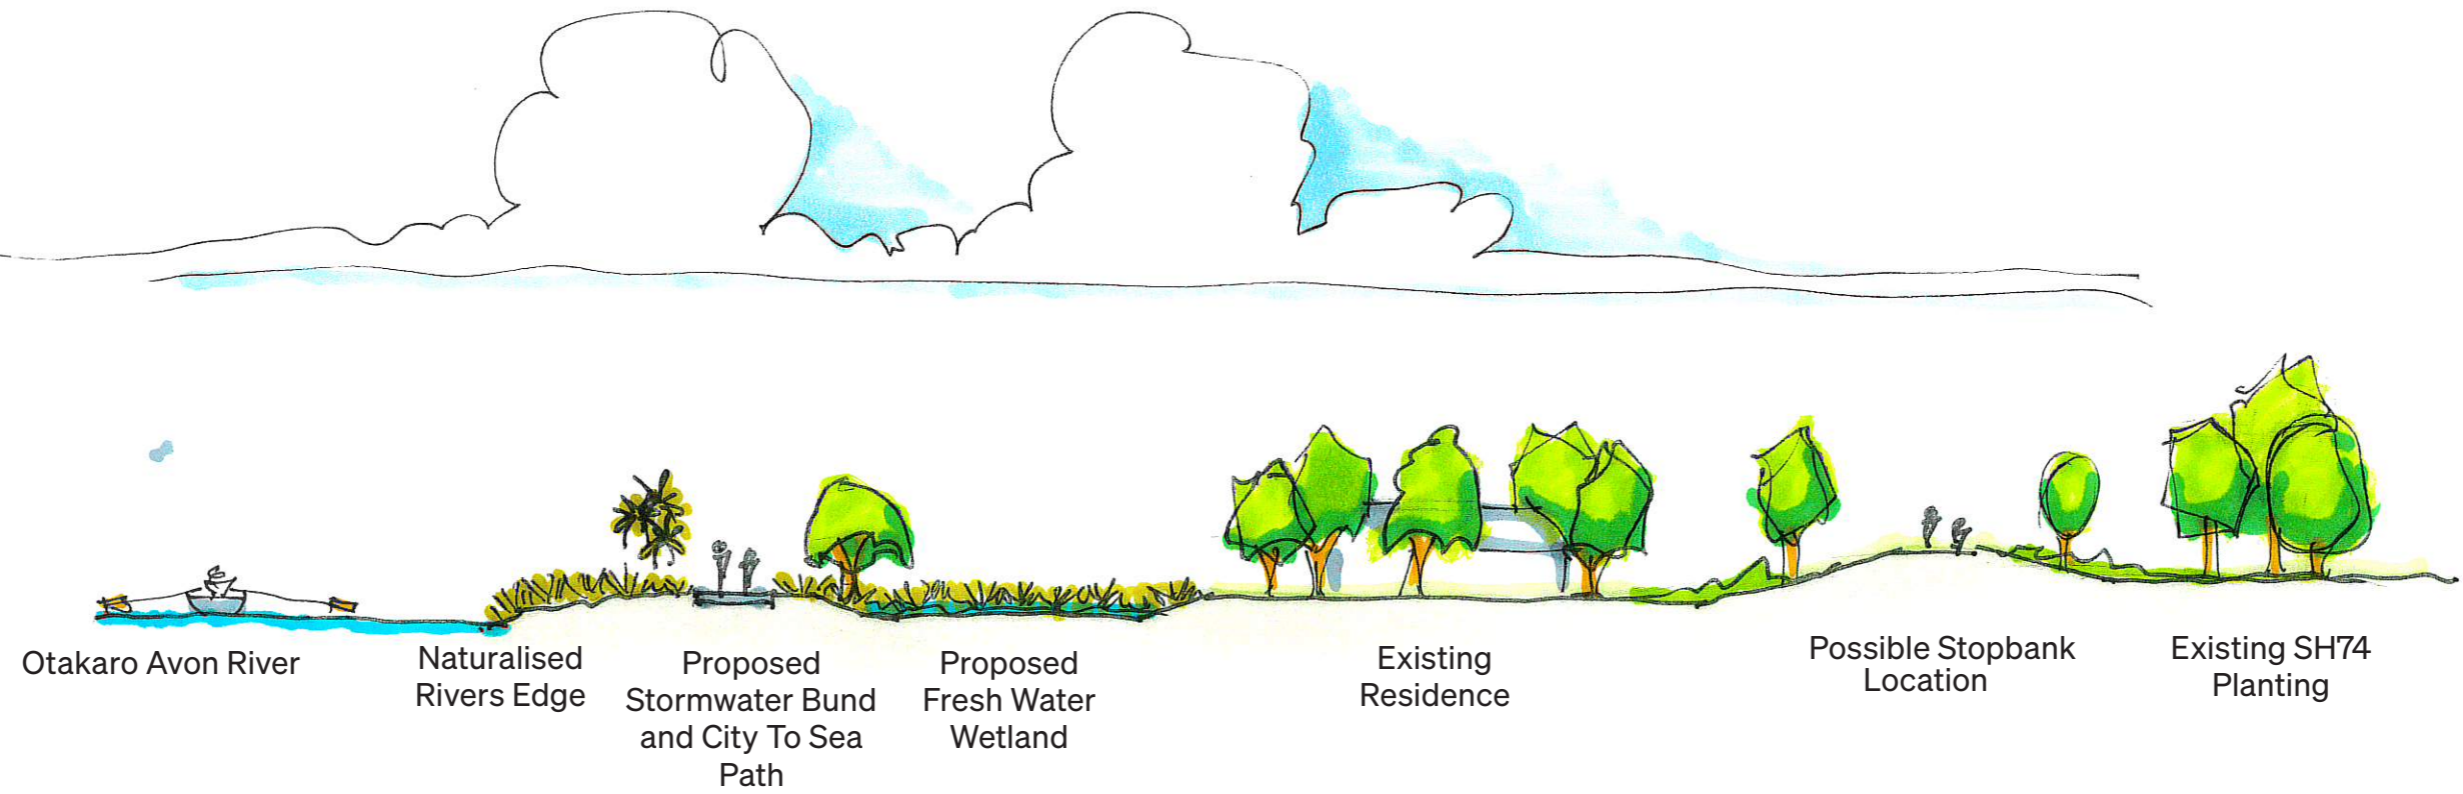 Otakaro Avon River
Naturalised
Rivers Edge
Proposed
Stormwater Bund
and City To Sea
Path
Proposed
Fresh Water
Wetland
Existing
Residence
Possible Stopbank
Location
Existing SH74
Planting